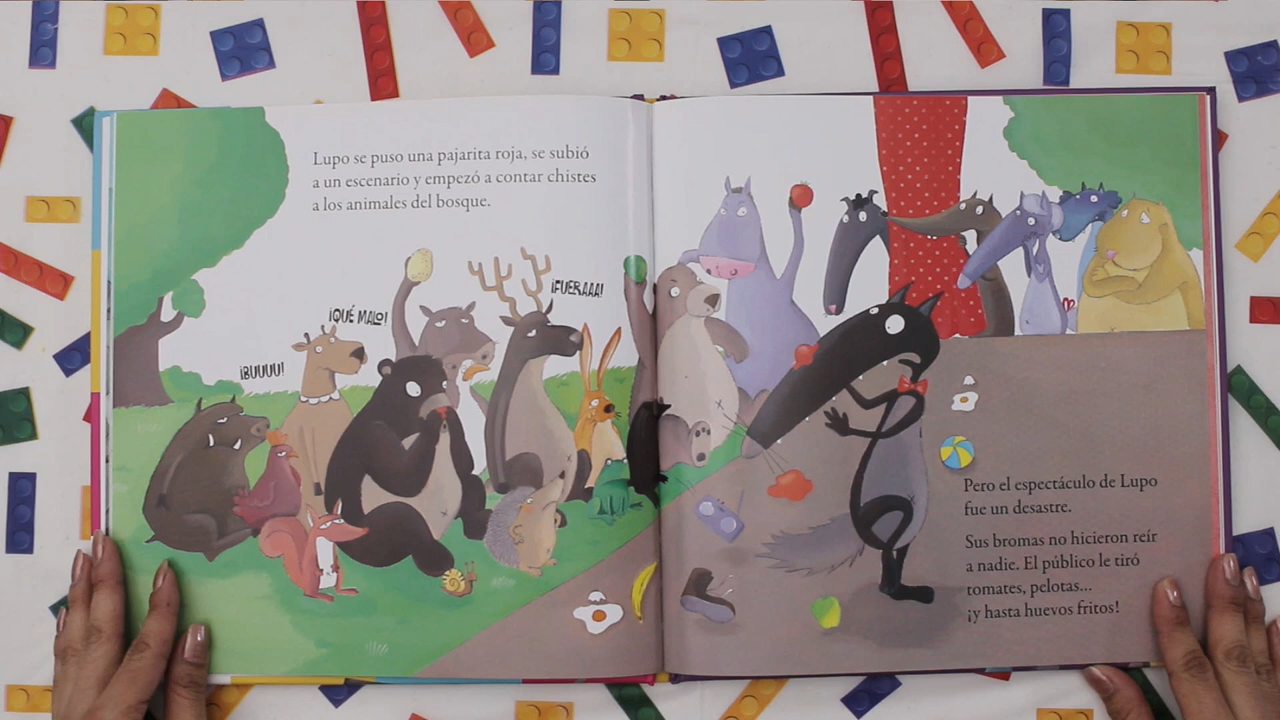 Lupo se puso una pajarita roja, se subió
a un escenario y empezó a contar chistes
a los animales del bosque.
¡BUUUU!
¡QUÉ MALO!
¡FUERAAA!
Pero el espectáculo de Lupo
fue un desastre.
Sus bromas no hicieron reír
a nadie. El público le tiró
tomates, pelotas...
¡y hasta huevos fritos!